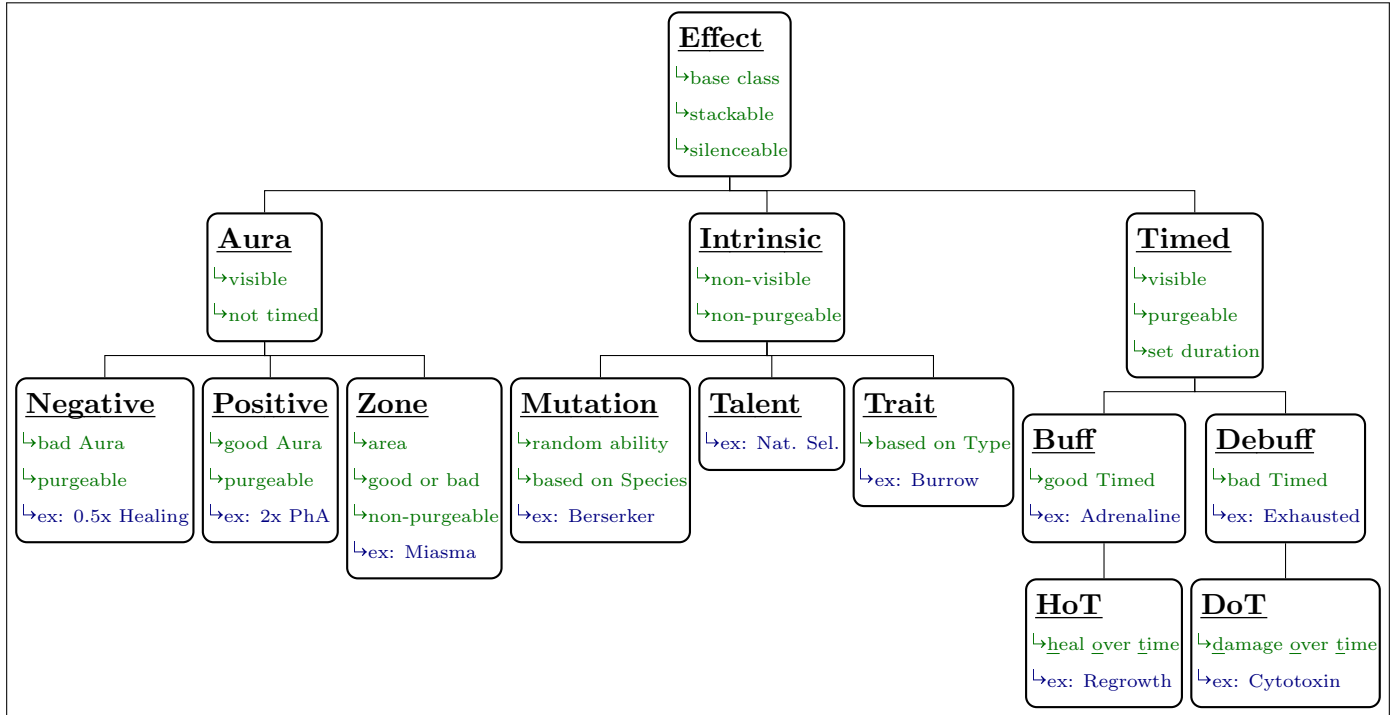 Effect
↳base class
↳stackable
↳silenceable
Aura
↳visible
↳not timed
Intrinsic
↳non-visible
↳non-purgeable
Timed
↳visible
↳purgeable
↳set duration
Negative
↳bad Aura
↳purgeable
↳ex: 0.5x Healing
Positive
↳good Aura
↳purgeable
↳ex: 2x PhA
Zone
↳area
↳good or bad
↳non-purgeable
↳ex: Miasma
Mutation
↳random ability
↳based on Species
↳ex: Berserker
Talent
↳ex: Nat. Sel.
Trait
↳based on Type
↳ex: Burrow
Buff
↳good Timed
↳ex: Adrenaline
Debuff
↳bad Timed
↳ex: Exhausted
HoT
↳heal over time
↳ex: Regrowth
DoT
↳damage over time
↳ex: Cytotoxin